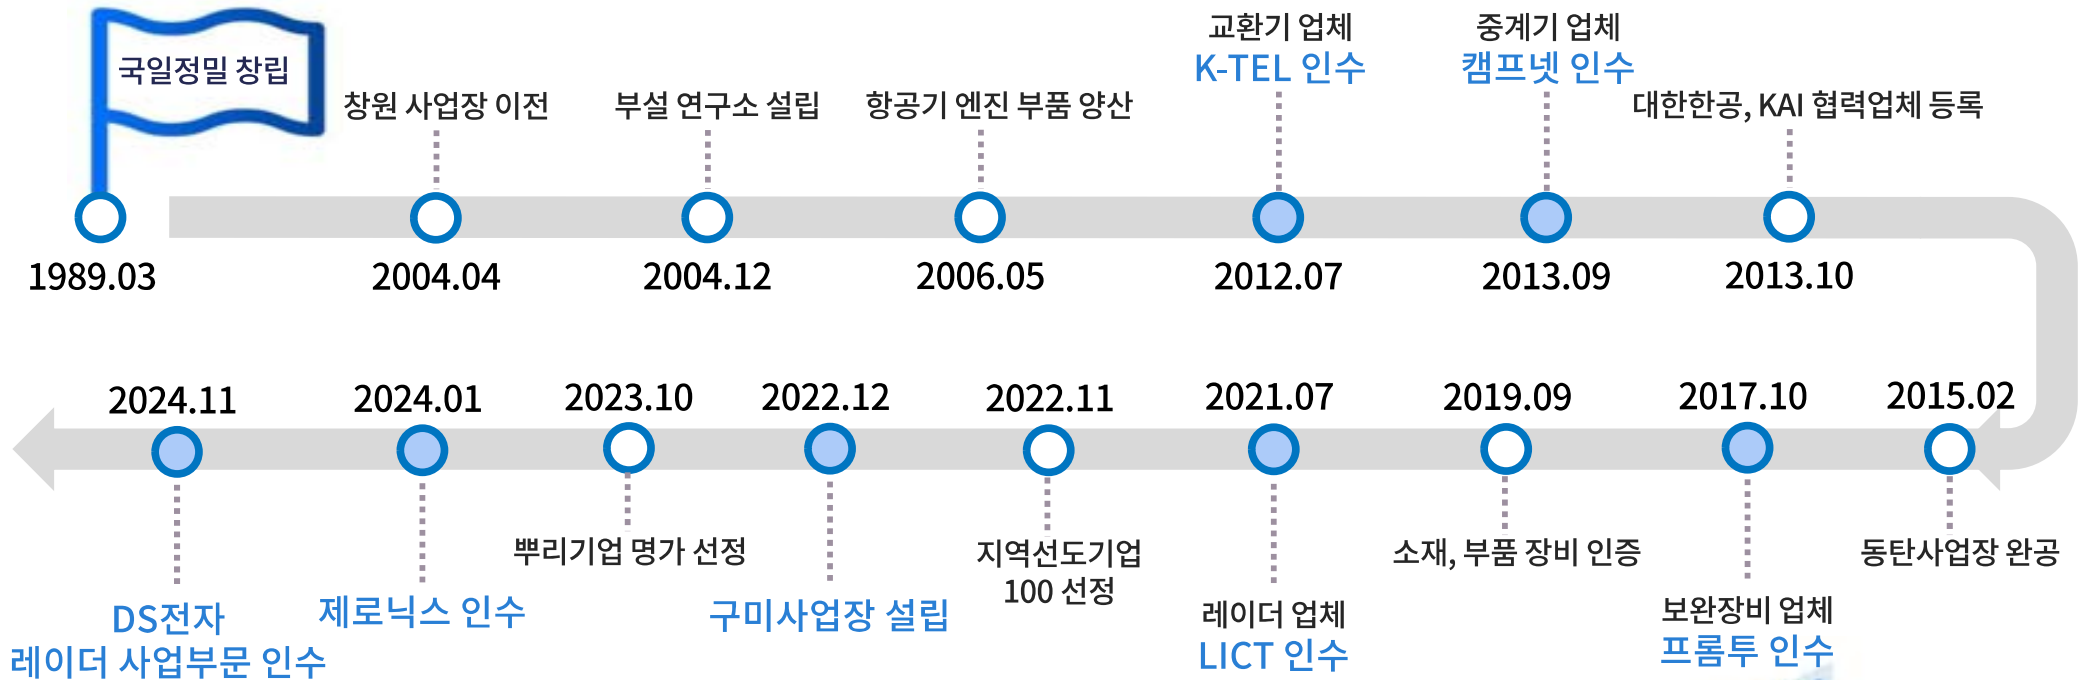 국일정밀 창립
1989.03
창원 사업장 이전
2004.04
부설 연구소 설립
2004.12
항공기 엔진 부품 양산
2006.05
교환기 업체
K-TEL 인수
2012.07
중계기 업체
캠프넷 인수
2013.09
대한한공, KAI 협력업체 등록
2013.10
2015.02
동탄사업장 완공
2017.10
보완장비 업체
프롬투 인수
2019.09
소재, 부품 장비 인증
2021.07
레이더 업체
LICT 인수
2022.11
지역선도기업
100 선정
2022.12
구미사업장 설립
2023.10
뿌리기업 명가 선정
2024.01
제로닉스 인수
2024.11
DS전자
레이더 사업부문 인수